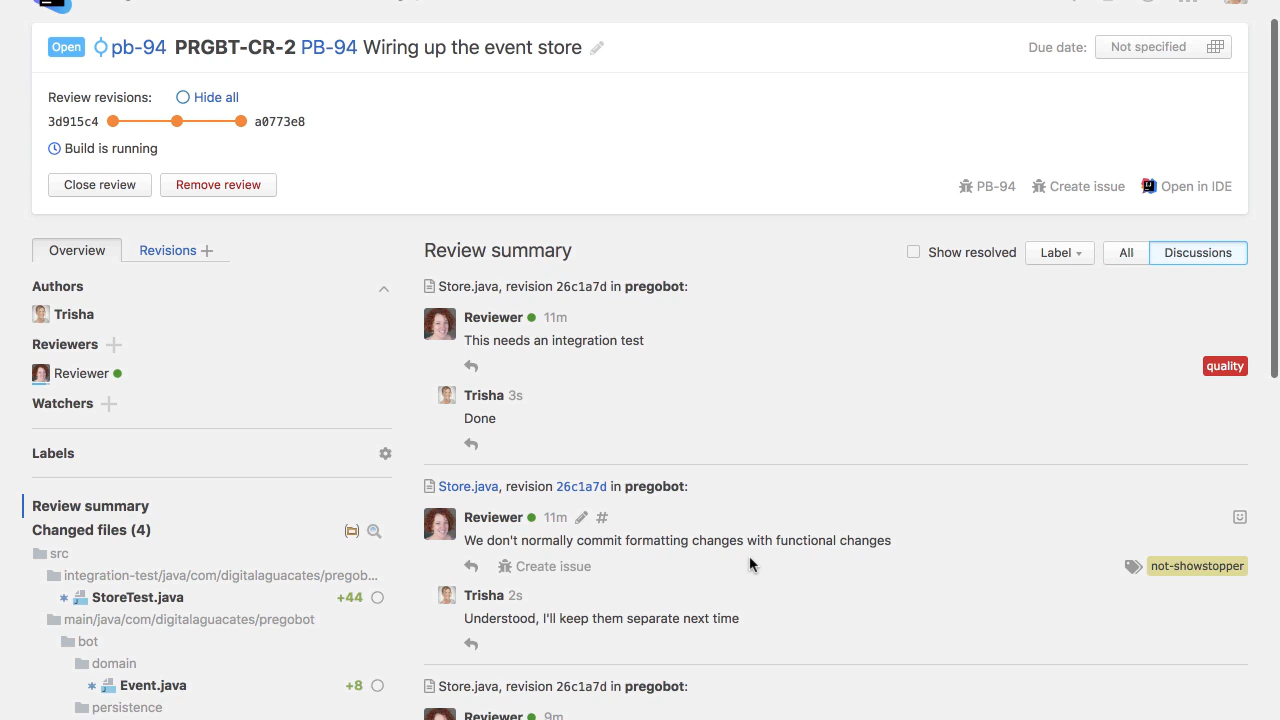 Open pb-94 PRGBT-CR-2 PB-94 Wiring up the event store
Due date: Not specified
Review revisions: Hide all
3d915c4 a0773e8
Build is running
Close review Remove review
PB-94 Create issue Open in IDE
Overview Revisions
Authors
Trisha
Reviewers
Reviewer
Watchers
Labels
Review summary
Changed files (4)
src
integration-test/java/com/digitalaguacates/pregob...
StoreTest.java +44
main/java/com/digitalaguacates/pregobot
bot
domain
Event.java +8
persistence
Review summary
Show resolved Label All Discussions
Store.java, revision 26c1a7d in pregobot:
Reviewer 11m
This needs an integration test
quality
Trisha 3s
Done
Store.java, revision 26c1a7d in pregobot:
Reviewer 11m #
We don't normally commit formatting changes with functional changes
Create issue
not-showstopper
Trisha 2s
Understood, I'll keep them separate next time
Store.java, revision 26c1a7d in pregobot:
Reviewer 9m